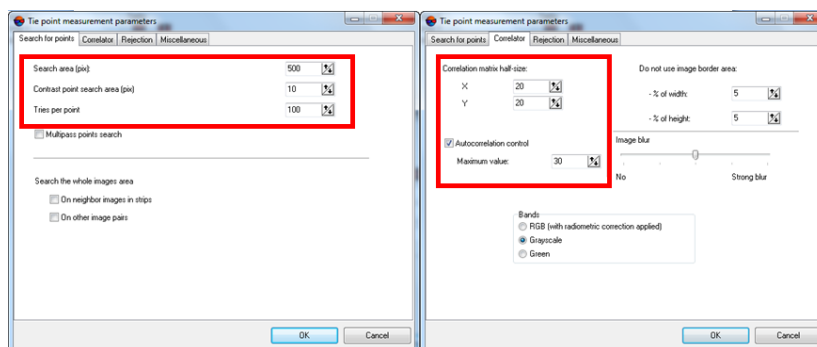 Tie point measurement parameters
Search for points Correlator Rejection Miscellaneous
Search area (pix): 500
Contrast point search area (pix) 10
Tries per point 100
Multipass points search
Search the whole images area
On neighbor images in strips
On other image pairs
OK Cancel
Tie point measurement parameters
Search for points Correlator Rejection Miscellaneous
Correlation matrix half-size: Do not use image border area:
X 20 - % of width: 5
Y 20 - % of height: 5
Autocorrelation control Image blur
Maximum value: 30
No Strong blur
Bands
RGB (with radiometric correction applied)
Grayscale
Green
OK Cancel